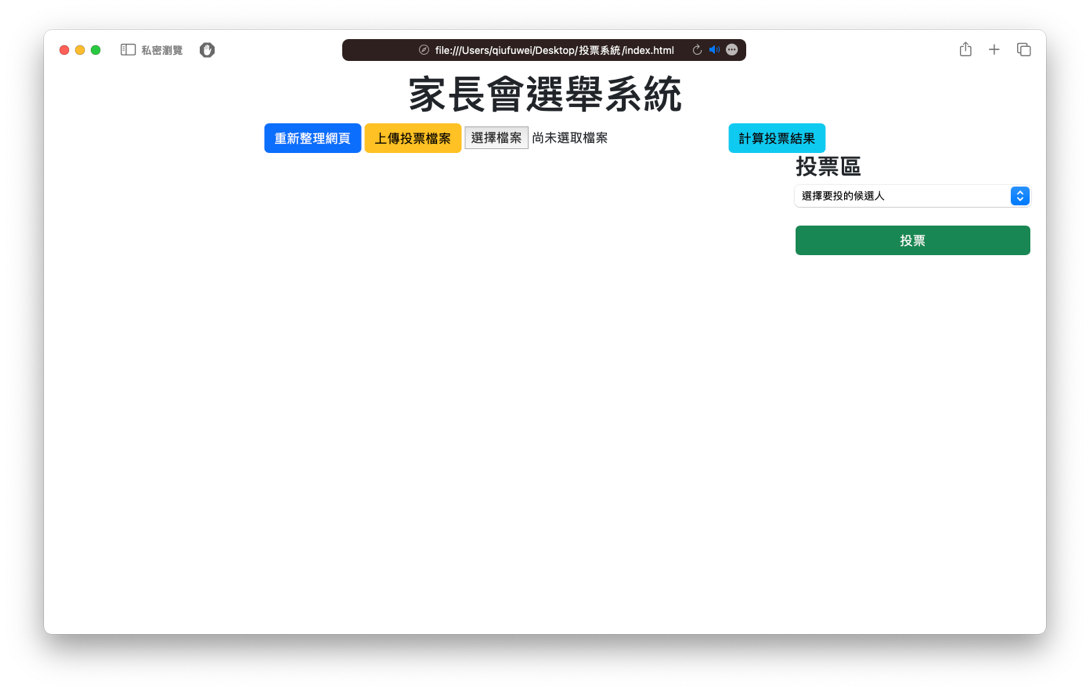 私密瀏覽
file:///Users/qiufuwei/Desktop/投票系統/index.html
家長會選舉系統
重新整理網頁 上傳投票檔案 選擇檔案 尚未選取檔案 計算投票結果
投票區
選擇要投的候選人
投票